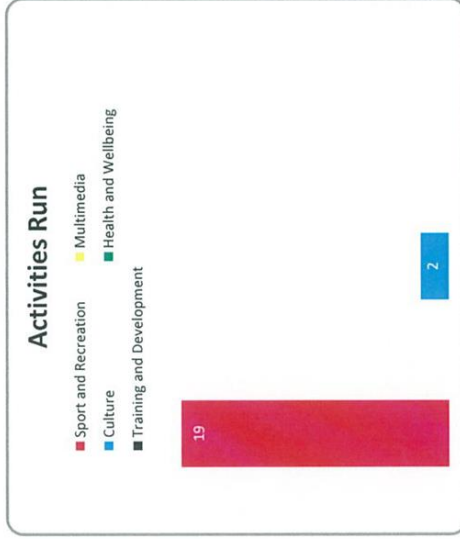 Activities Run
Sport and Recreation
Multimedia
Culture
Health and Wellbeing
Training and Development
19
2